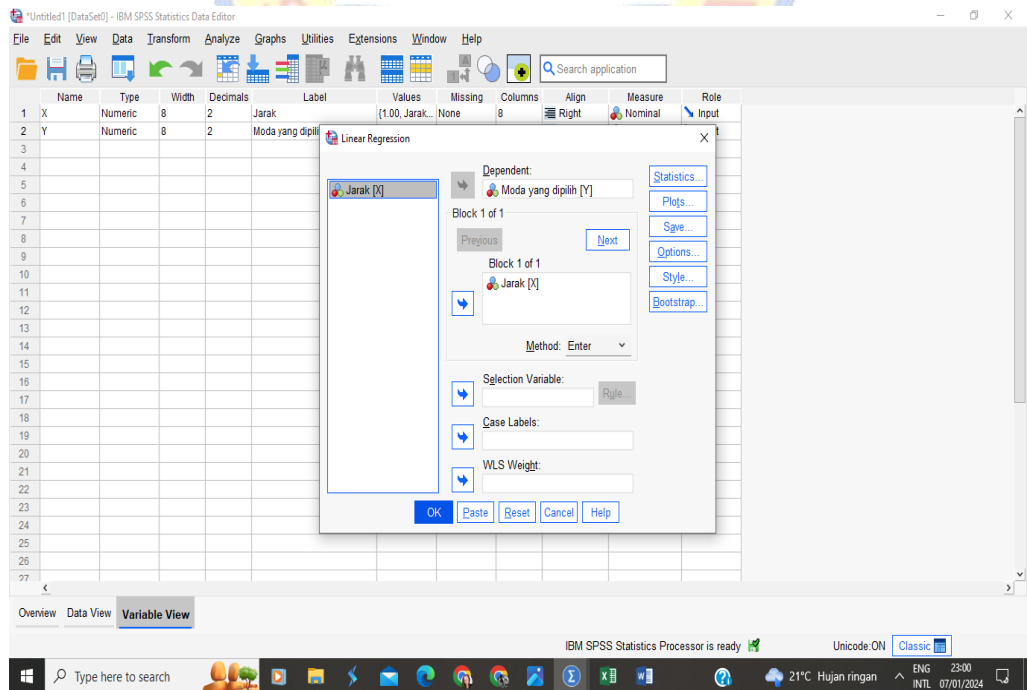 *Untitled1 [DataSet0] - IBM SPSS Statistics Data Editor
File Edit View Data Transform Analyze Graphs Utilities Extensions Window Help
Search application
Name Type Width Decimals Label Values Missing Columns Align Measure Role
1 X Numeric 8 2 Jarak {1.00, Jarak... None 8 Right Nominal Input
2 Y Numeric 8 2 Moda yang dipili
3
4
5
6
7
8
9
10
11
12
13
14
15
16
17
18
19
20
21
22
23
24
25
26
27
Linear Regression
Jarak [X]
Dependent:
Moda yang dipilih [Y]
Block 1 of 1
Previous Next
Block 1 of 1
Jarak [X]
Method: Enter
Selection Variable:
Rule...
Case Labels:
WLS Weight:
Statistics...
Plots...
Save...
Options...
Style...
Bootstrap...
OK Paste Reset Cancel Help
Overview Data View Variable View
IBM SPSS Statistics Processor is ready Unicode:ON Classic
Type here to search
21°C Hujan ringan
ENG
INTL
23:00
07/01/2024